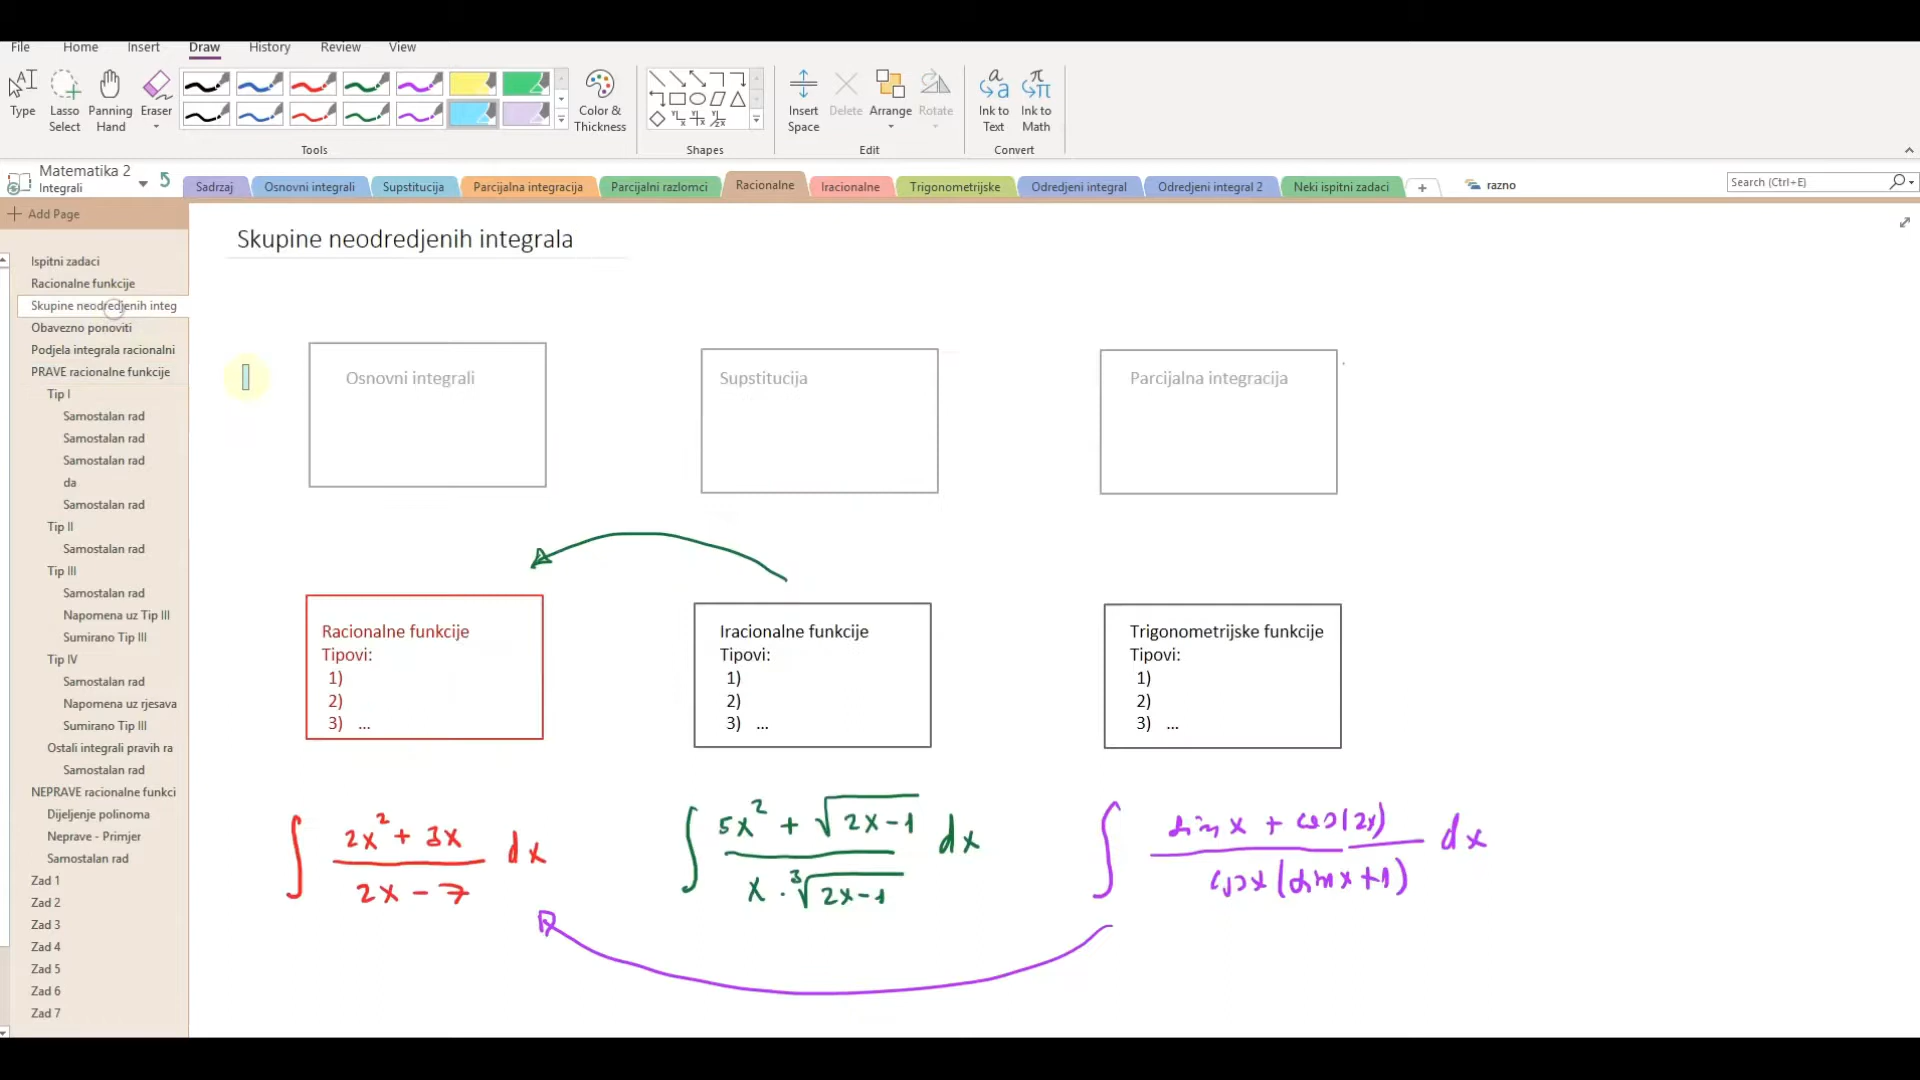 File Home Insert Draw History Review View
Type
Lasso Select
Panning Hand
Eraser
Color & Thickness
Insert Space
Delete
Arrange
Rotate
Ink to Text
Ink to Math
Tools
Shapes
Edit
Convert
Matematika 2
Integrali
Sadrzaj Osnovni integrali Supstitucija Parcijalna integracija Parcijalni razlomci Racionalne Iracionalne Trigonometrijske Odredjeni integral Odredjeni integral 2 Neki ispitni zadaci + razno
Search (Ctrl+E)
Add Page
Ispitni zadaci
Racionalne funkcije
Skupine neodredjenih integ
Obavezno ponoviti
Podjela integrala racionalni
PRAVE racionalne funkcije
Tip I
Samostalan rad
Samostalan rad
Samostalan rad
da
Samostalan rad
Tip II
Samostalan rad
Tip III
Samostalan rad
Napomena uz Tip III
Sumirano Tip III
Tip IV
Samostalan rad
Napomena uz rjesava
Sumirano Tip III
Ostali integrali pravih ra
Samostalan rad
NEPRAVE racionalne funkci
Dijeljenje polinoma
Neprave - Primjer
Samostalan rad
Zad 1
Zad 2
Zad 3
Zad 4
Zad 5
Zad 6
Zad 7
Skupine neodredjenih integrala
Osnovni integrali
Supstitucija
Parcijalna integracija
Racionalne funkcije
Tipovi:
1)
2)
3) ...
Iracionalne funkcije
Tipovi:
1)
2)
3) ...
Trigonometrijske funkcije
Tipovi:
1)
2)
3) ...
∫ (2x² + 3x)/(2x − 7) dx
∫ (5x² + √(2x−1))/(x · ³√(2x−1)) dx
∫ (sin x + cos(2x))/(cos x (sin x + 1)) dx